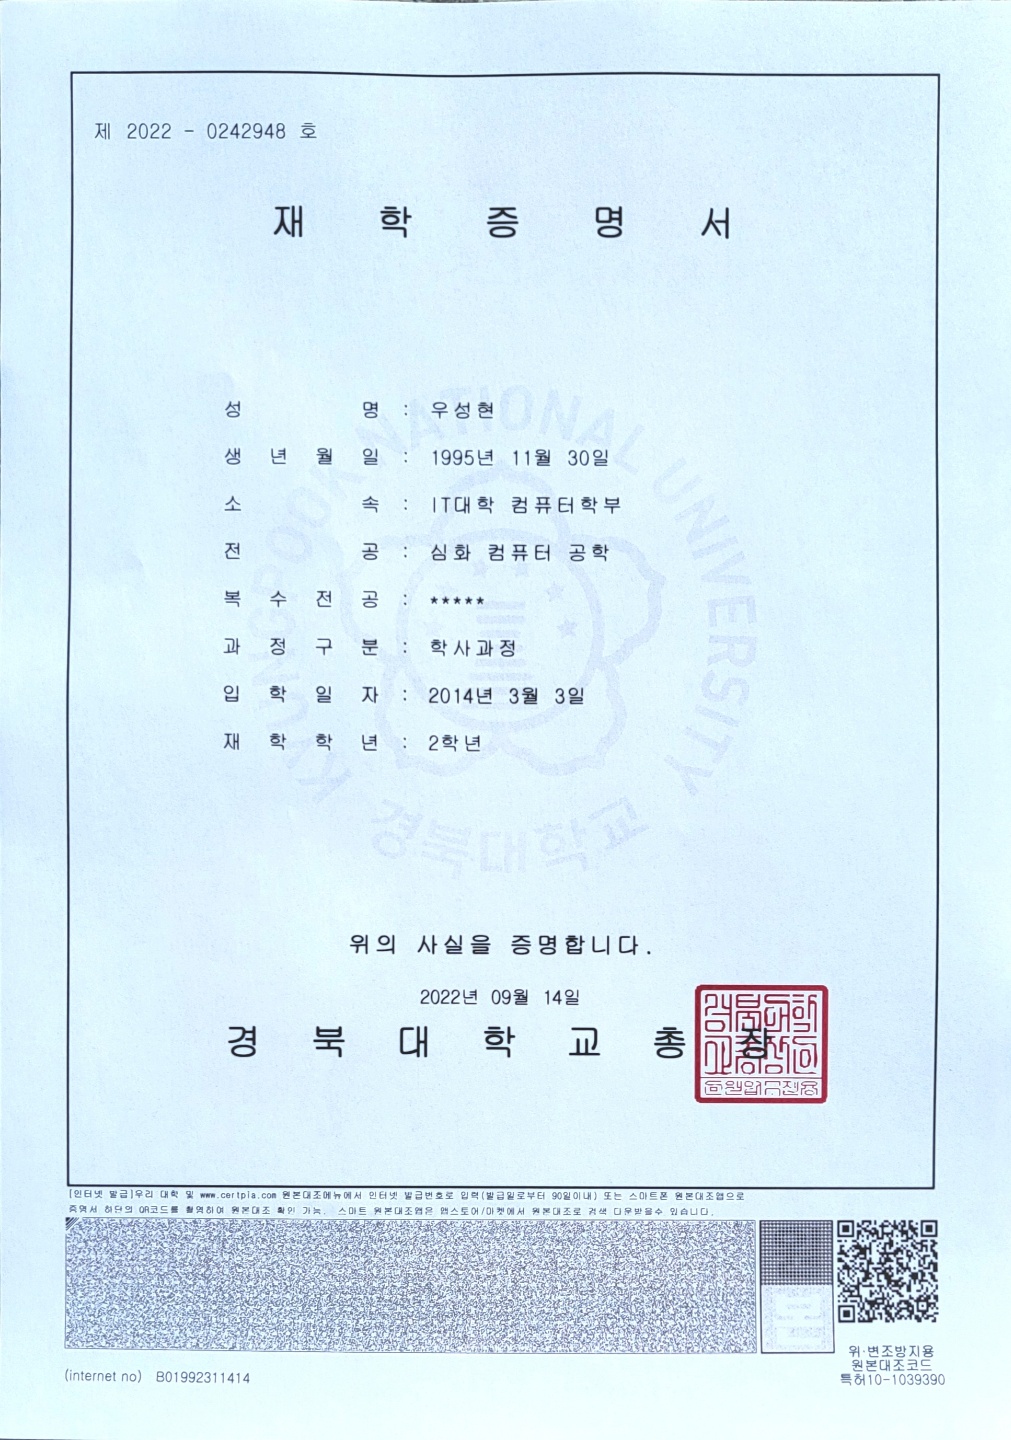 제 2022 - 0242948 호
재 학 증 명 서
성 명 : 우성현
생 년 월 일 : 1995년 11월 30일
소 속 : IT대학 컴퓨터학부
전 공 : 심화 컴퓨터 공학
복 수 전 공 : *****
과 정 구 분 : 학사과정
입 학 일 자 : 2014년 3월 3일
재 학 학 년 : 2학년
KYUNGPOOK NATIONAL UNIVERSITY
경북대학교
위의 사실을 증명합니다.
2022년 09월 14일
경 북 대 학 교 총 장
[인터넷 발급]우리 대학 및 www.certpia.com 원본대조메뉴에서 인터넷 발급번호로 입력(발급일로부터 90일이내) 또는 스마트폰 원본대조앱으로
증명서 하단의 QR코드를 촬영하여 원본대조 확인 가능. 스마트 원본대조앱은 앱스토어/마켓에서 원본대조로 검색 다운받을수 있습니다.
위·변조방지용
원본대조코드
특허10-1039390
(internet no) B01992311414